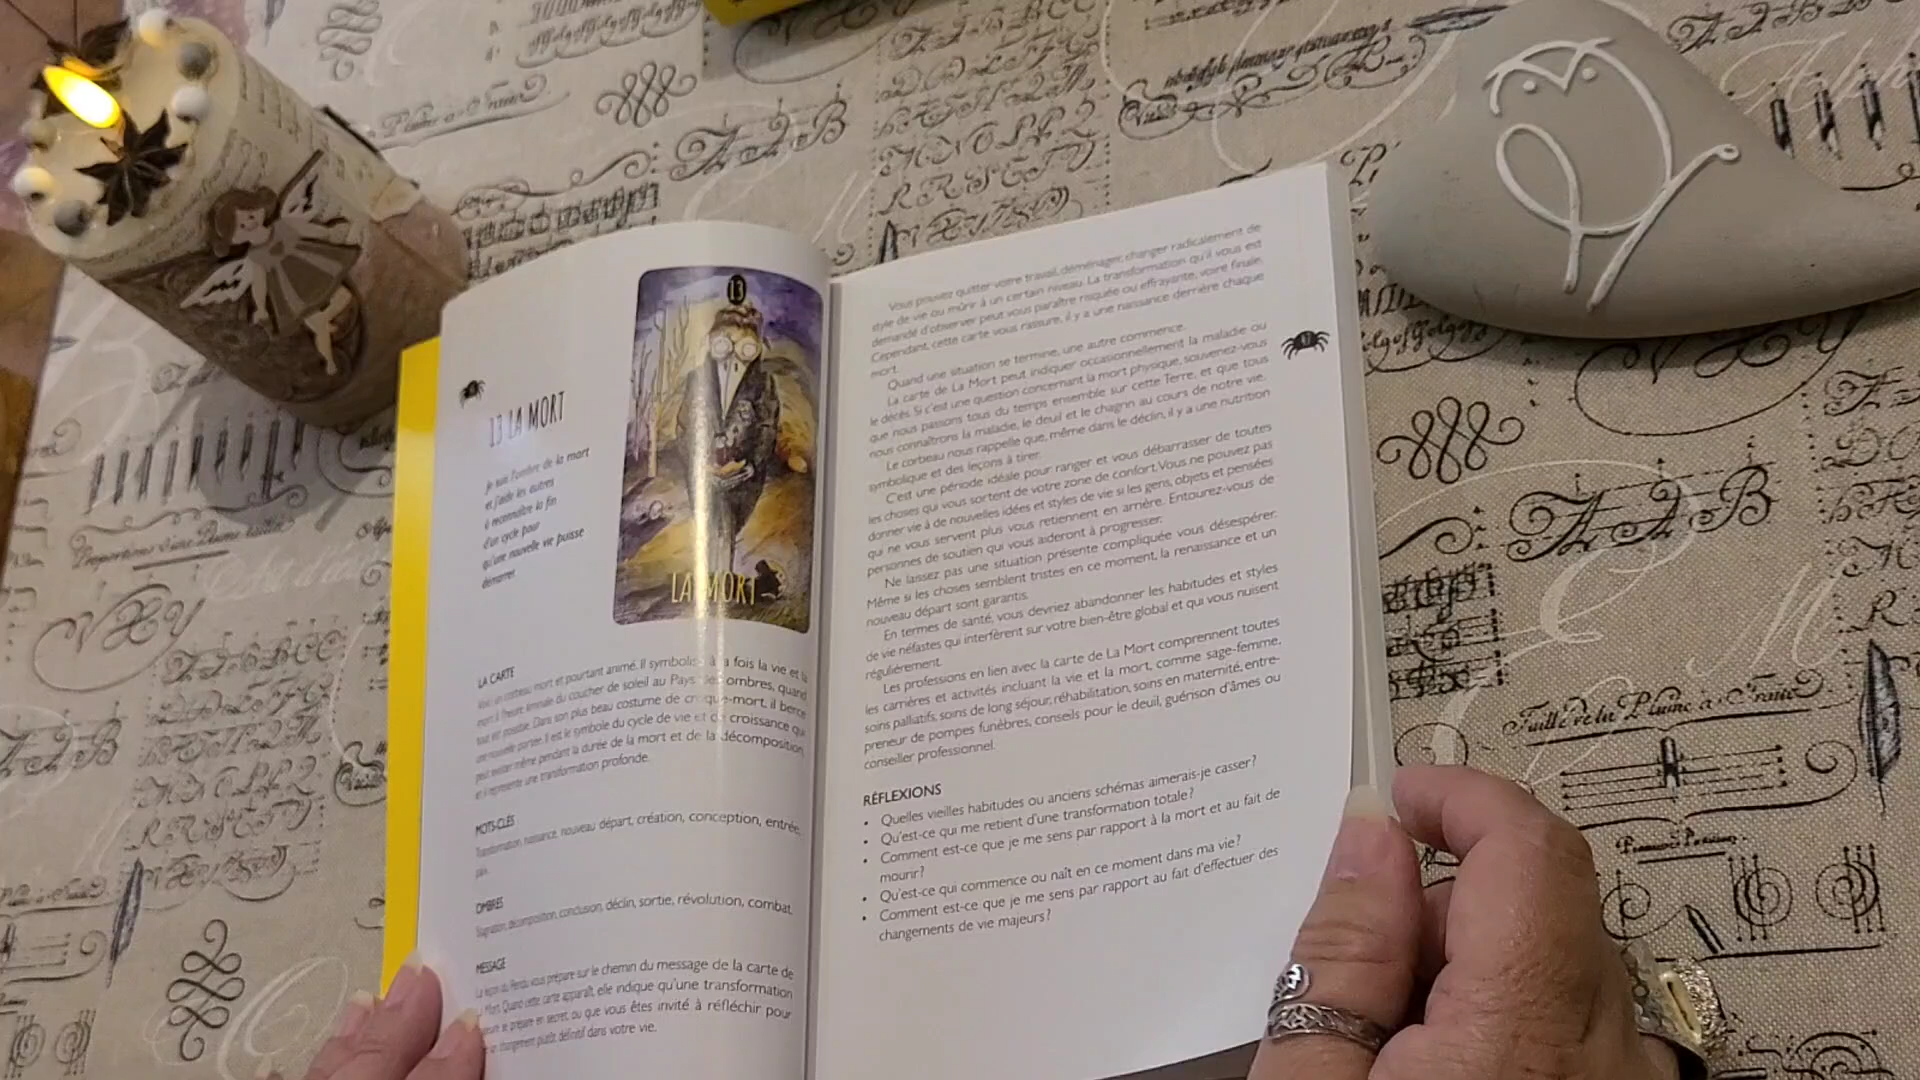 13 LA MORT
Je suis l'ombre de la mort
et j'aide les autres
à reconnaître la fin
d'un cycle pour
qu'une nouvelle vie puisse
démarrer.
13
LA MORT
LA CARTE
Voici un corbeau, mort et pourtant animé. Il symbolise à la fois la vie et la
mort à l'heure liminale du coucher de soleil au Pays des ombres, quand
tout est possible. Dans son plus beau costume de croque-mort, il berce
une nouvelle portée. Il est le symbole du cycle de vie et de croissance qui
peut exister même pendant la durée de la mort et de la décomposition,
et il représente une transformation profonde.
MOTS-CLÉS
Transformation, naissance, nouveau départ, création, conception, entrée,
gain.
OMBRES
Stagnation, décomposition, conclusion, déclin, sortie, révolution, combat.
MESSAGE
La leçon du Pendu vous prépare sur le chemin du message de la carte de
Mort. Quand cette carte apparaît, elle indique qu'une transformation
se prépare en secret, ou que vous êtes invité à réfléchir pour
un changement plutôt définitif dans votre vie.
Vous pouvez quitter votre travail, déménager, changer radicalement de
style de vie ou mûrir à un certain niveau. La transformation qu'il vous est
demandé d'observer peut vous paraître risquée ou effrayante, voire finale.
Cependant, cette carte vous rassure, il y a une naissance derrière chaque
mort.
Quand une situation se termine, une autre commence.
La carte de La Mort peut indiquer occasionnellement la maladie ou
le décès. Si c'est une question concernant la mort physique, souvenez-vous
que nous passons tous du temps ensemble sur cette Terre, et que tous
nous connaîtrons la maladie, le deuil et le chagrin au cours de notre vie.
Le corbeau nous rappelle que, même dans le déclin, il y a une nutrition
symbolique et des leçons à tirer.
C'est une période idéale pour ranger et vous débarrasser de toutes
les choses qui vous sortent de votre zone de confort. Vous ne pouvez pas
donner vie à de nouvelles idées et styles de vie si les gens, objets et pensées
qui ne vous servent plus vous retiennent en arrière. Entourez-vous de
personnes de soutien qui vous aideront à progresser.
Ne laissez pas une situation présente compliquée vous désespérer.
Même si les choses semblent tristes en ce moment, la renaissance et un
nouveau départ sont garantis.
En termes de santé, vous devriez abandonner les habitudes et styles
de vie néfastes qui interfèrent sur votre bien-être global et qui vous nuisent
régulièrement.
Les professions en lien avec la carte de La Mort comprennent toutes
les carrières et activités incluant la vie et la mort, comme sage-femme,
soins palliatifs, soins de long séjour, réhabilitation, soins en maternité, entre-
preneur de pompes funèbres, conseils pour le deuil, guérison d'âmes ou
conseiller professionnel.
RÉFLEXIONS
• Quelles vieilles habitudes ou anciens schémas aimerais-je casser ?
• Qu'est-ce qui me retient d'une transformation totale ?
• Comment est-ce que je me sens par rapport à la mort et au fait de
mourir ?
• Qu'est-ce qui commence ou naît en ce moment dans ma vie ?
• Comment est-ce que je me sens par rapport au fait d'effectuer des
changements de vie majeurs ?
Plume à
Taille de la Plume à